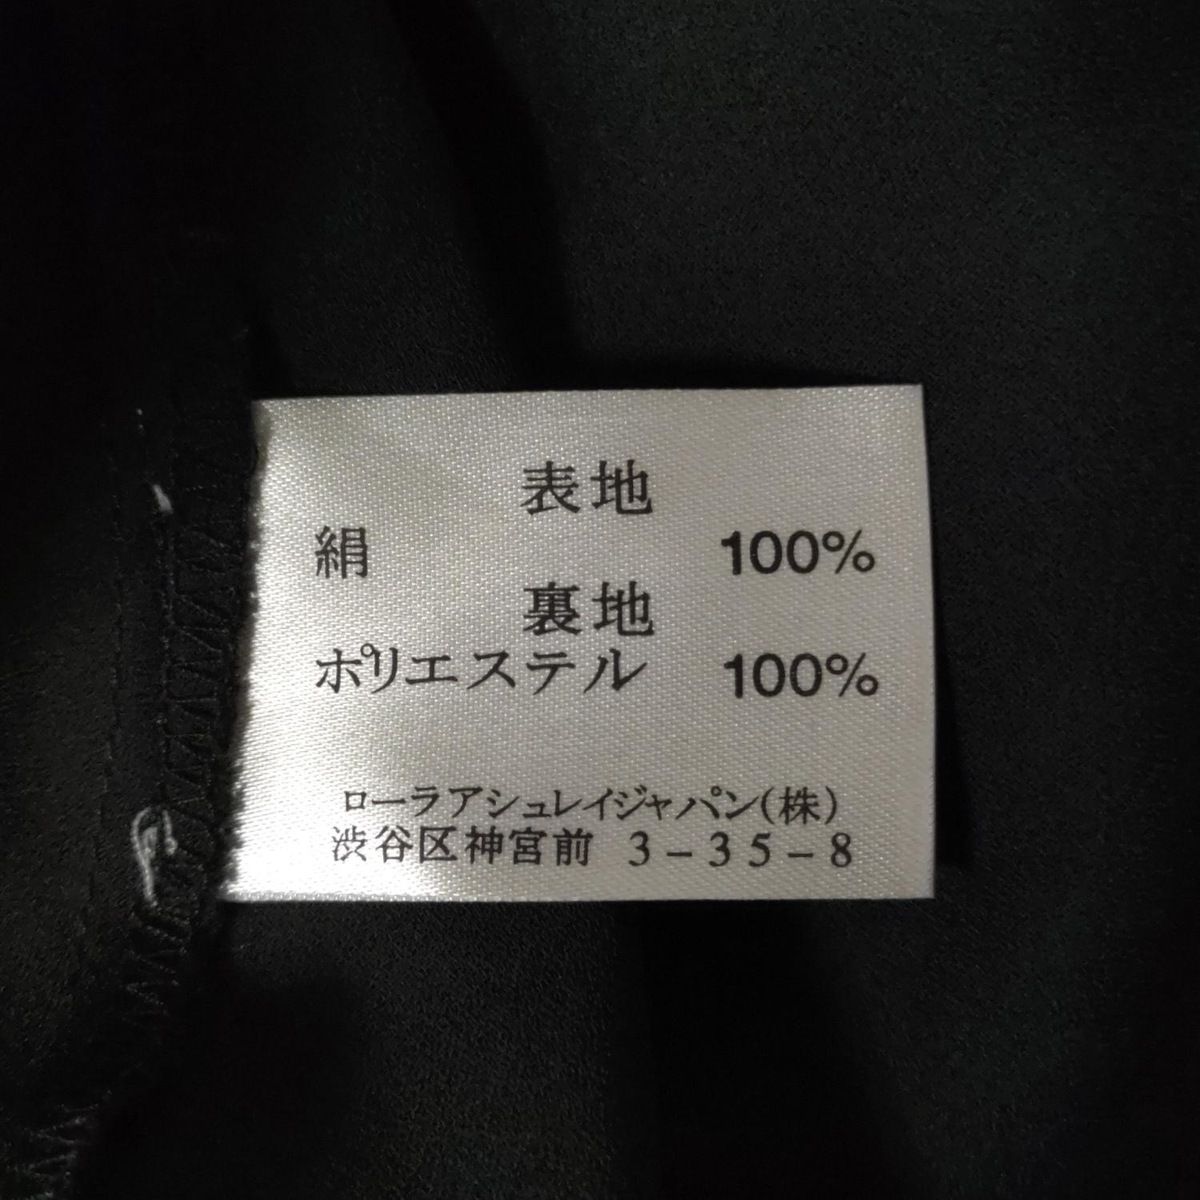 表地
絹 100%
裏地
ポリエステル 100%
ローラアシュレイジャパン(株)
渋谷区神宮前 3-35-8